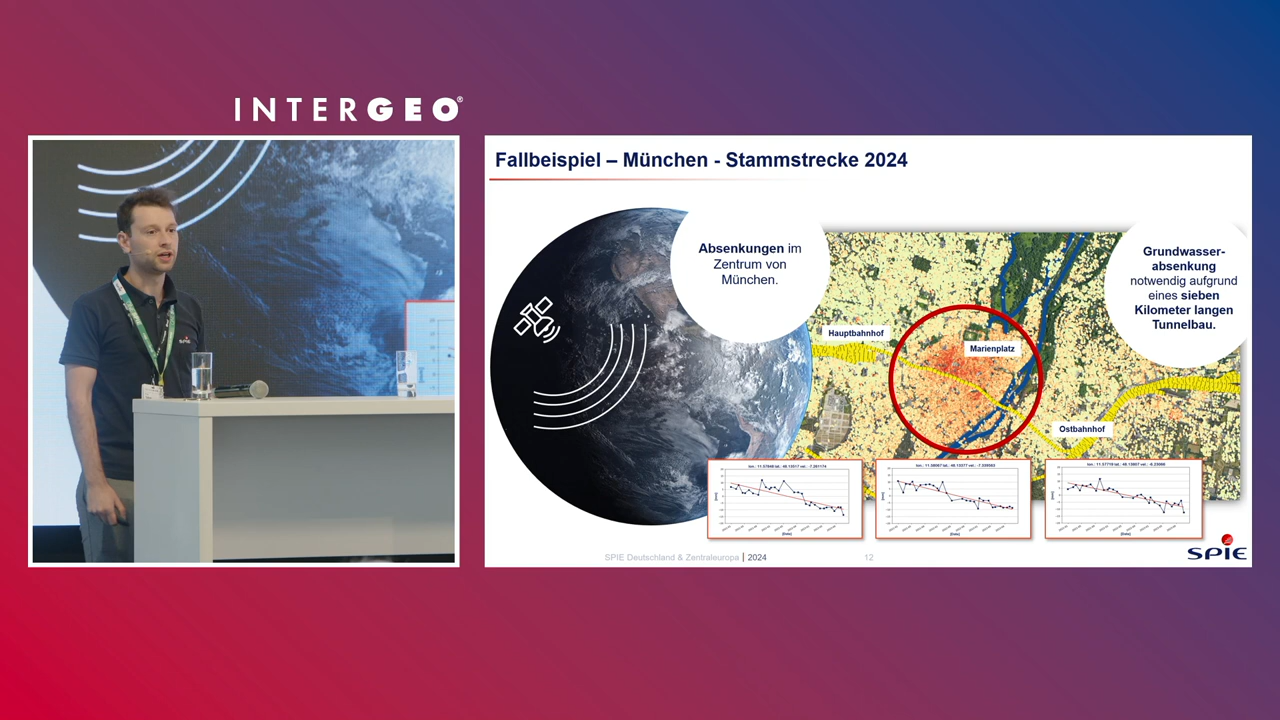 INTERGEO®
Fallbeispiel – München - Stammstrecke 2024
Absenkungen im
Zentrum von
München.
Grundwasser-
absenkung
notwendig aufgrund
eines sieben
Kilometer langen
Tunnelbau.
Hauptbahnhof
Marienplatz
Ostbahnhof
SPIE Deutschland & Zentraleuropa | 2024
12
SPIE
SPIE